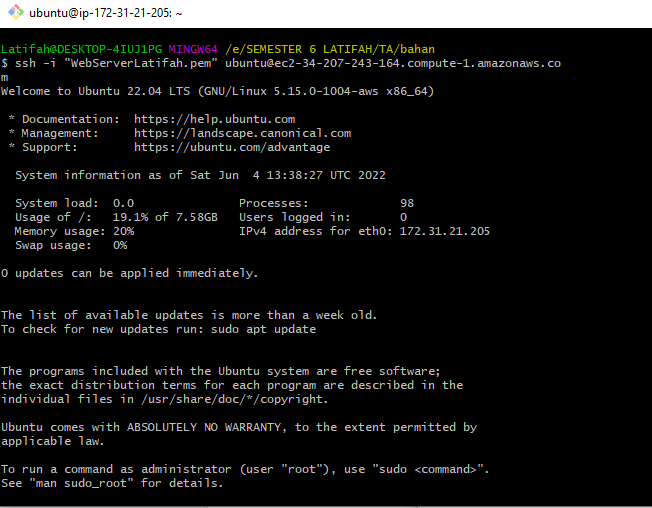 ubuntu@ip-172-31-21-205: ~
Latifah@DESKTOP-4IUJ1PG MINGW64 /e/SEMESTER 6 LATIFAH/TA/bahan
$ ssh -i "WebServerLatifah.pem" ubuntu@ec2-34-207-243-164.compute-1.amazonaws.co
m
Welcome to Ubuntu 22.04 LTS (GNU/Linux 5.15.0-1004-aws x86_64)
* Documentation:  https://help.ubuntu.com
* Management:     https://landscape.canonical.com
* Support:        https://ubuntu.com/advantage
System information as of Sat Jun  4 13:38:27 UTC 2022
System load:  0.0               Processes:             98
Usage of /:   19.1% of 7.58GB   Users logged in:       0
Memory usage: 20%               IPv4 address for eth0: 172.31.21.205
Swap usage:   0%
0 updates can be applied immediately.
The list of available updates is more than a week old.
To check for new updates run: sudo apt update
The programs included with the Ubuntu system are free software;
the exact distribution terms for each program are described in the
individual files in /usr/share/doc/*/copyright.
Ubuntu comes with ABSOLUTELY NO WARRANTY, to the extent permitted by
applicable law.
To run a command as administrator (user "root"), use "sudo <command>".
See "man sudo_root" for details.